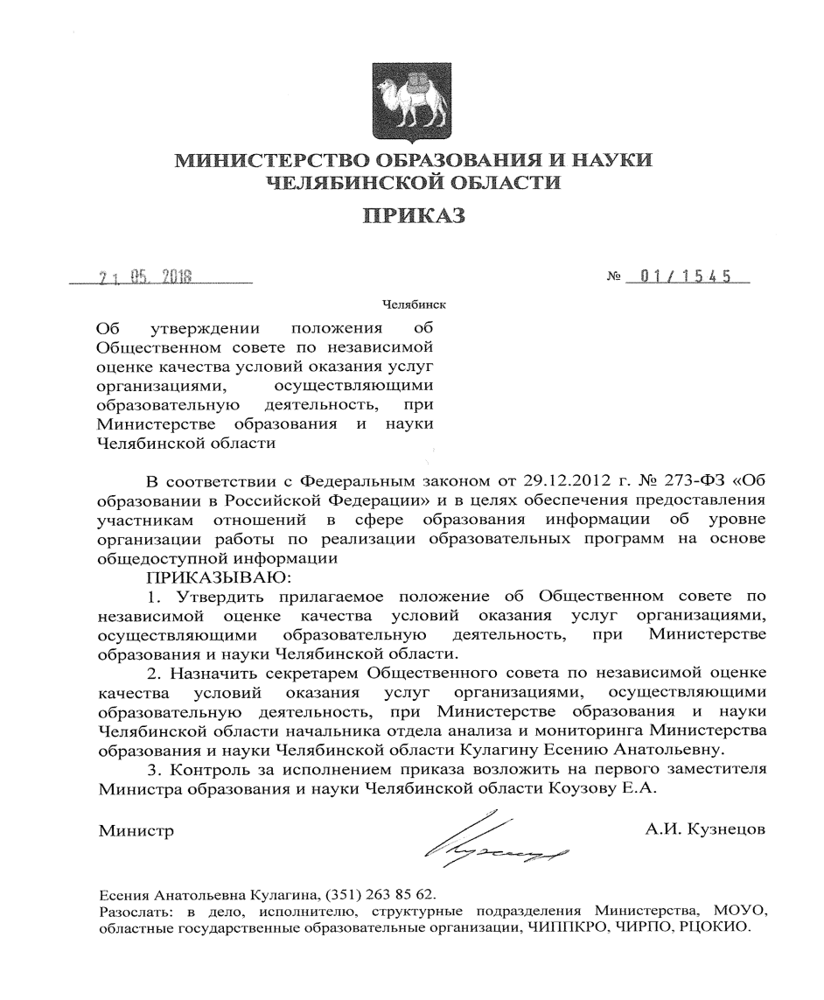 МИНИСТЕРСТВО ОБРАЗОВАНИЯ И НАУКИ
ЧЕЛЯБИНСКОЙ ОБЛАСТИ
ПРИКАЗ
21 05. 2018
№ 01/1545
Челябинск
Об утверждении положения об
Общественном совете по независимой
оценке качества условий оказания услуг
организациями, осуществляющими
образовательную деятельность, при
Министерстве образования и науки
Челябинской области
В соответствии с Федеральным законом от 29.12.2012 г. № 273-ФЗ «Об
образовании в Российской Федерации» и в целях обеспечения предоставления
участникам отношений в сфере образования информации об уровне
организации работы по реализации образовательных программ на основе
общедоступной информации
ПРИКАЗЫВАЮ:
1. Утвердить прилагаемое положение об Общественном совете по
независимой оценке качества условий оказания услуг организациями,
осуществляющими образовательную деятельность, при Министерстве
образования и науки Челябинской области.
2. Назначить секретарем Общественного совета по независимой оценке
качества условий оказания услуг организациями, осуществляющими
образовательную деятельность, при Министерстве образования и науки
Челябинской области начальника отдела анализа и мониторинга Министерства
образования и науки Челябинской области Кулагину Есению Анатольевну.
3. Контроль за исполнением приказа возложить на первого заместителя
Министра образования и науки Челябинской области Коузову Е.А.
Министр
А.И. Кузнецов
Есения Анатольевна Кулагина, (351) 263 85 62.
Разослать: в дело, исполнителю, структурные подразделения Министерства, МОУО,
областные государственные образовательные организации, ЧИППКРО, ЧИРПО, РЦОКИО.